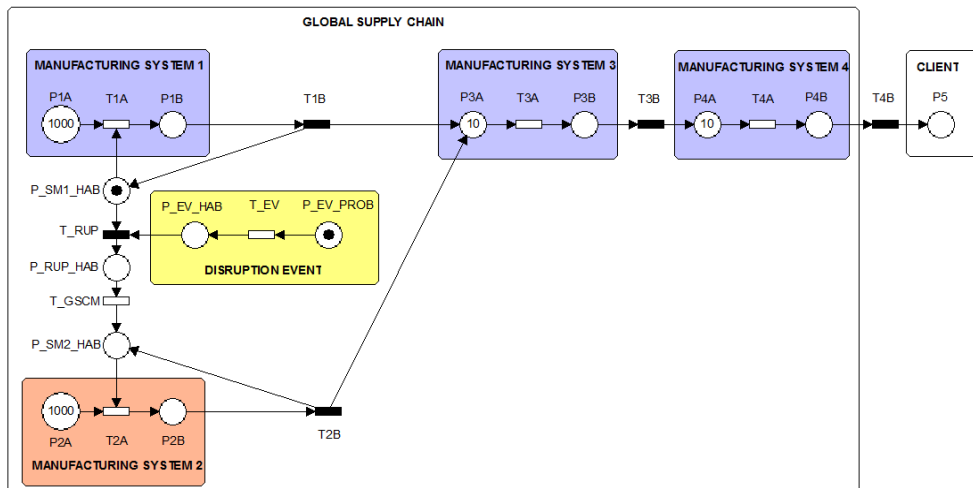 GLOBAL SUPPLY CHAIN
MANUFACTURING SYSTEM 1
MANUFACTURING SYSTEM 3
MANUFACTURING SYSTEM 4
CLIENT
P1A T1A P1B T1B P3A T3A P3B T3B P4A T4A P4B T4B P5
1000 10 10
P_SM1_HAB
P_EV_HAB T_EV P_EV_PROB
T_RUP
DISRUPTION EVENT
P_RUP_HAB
T_GSCM
P_SM2_HAB
1000
P2A T2A P2B T2B
MANUFACTURING SYSTEM 2